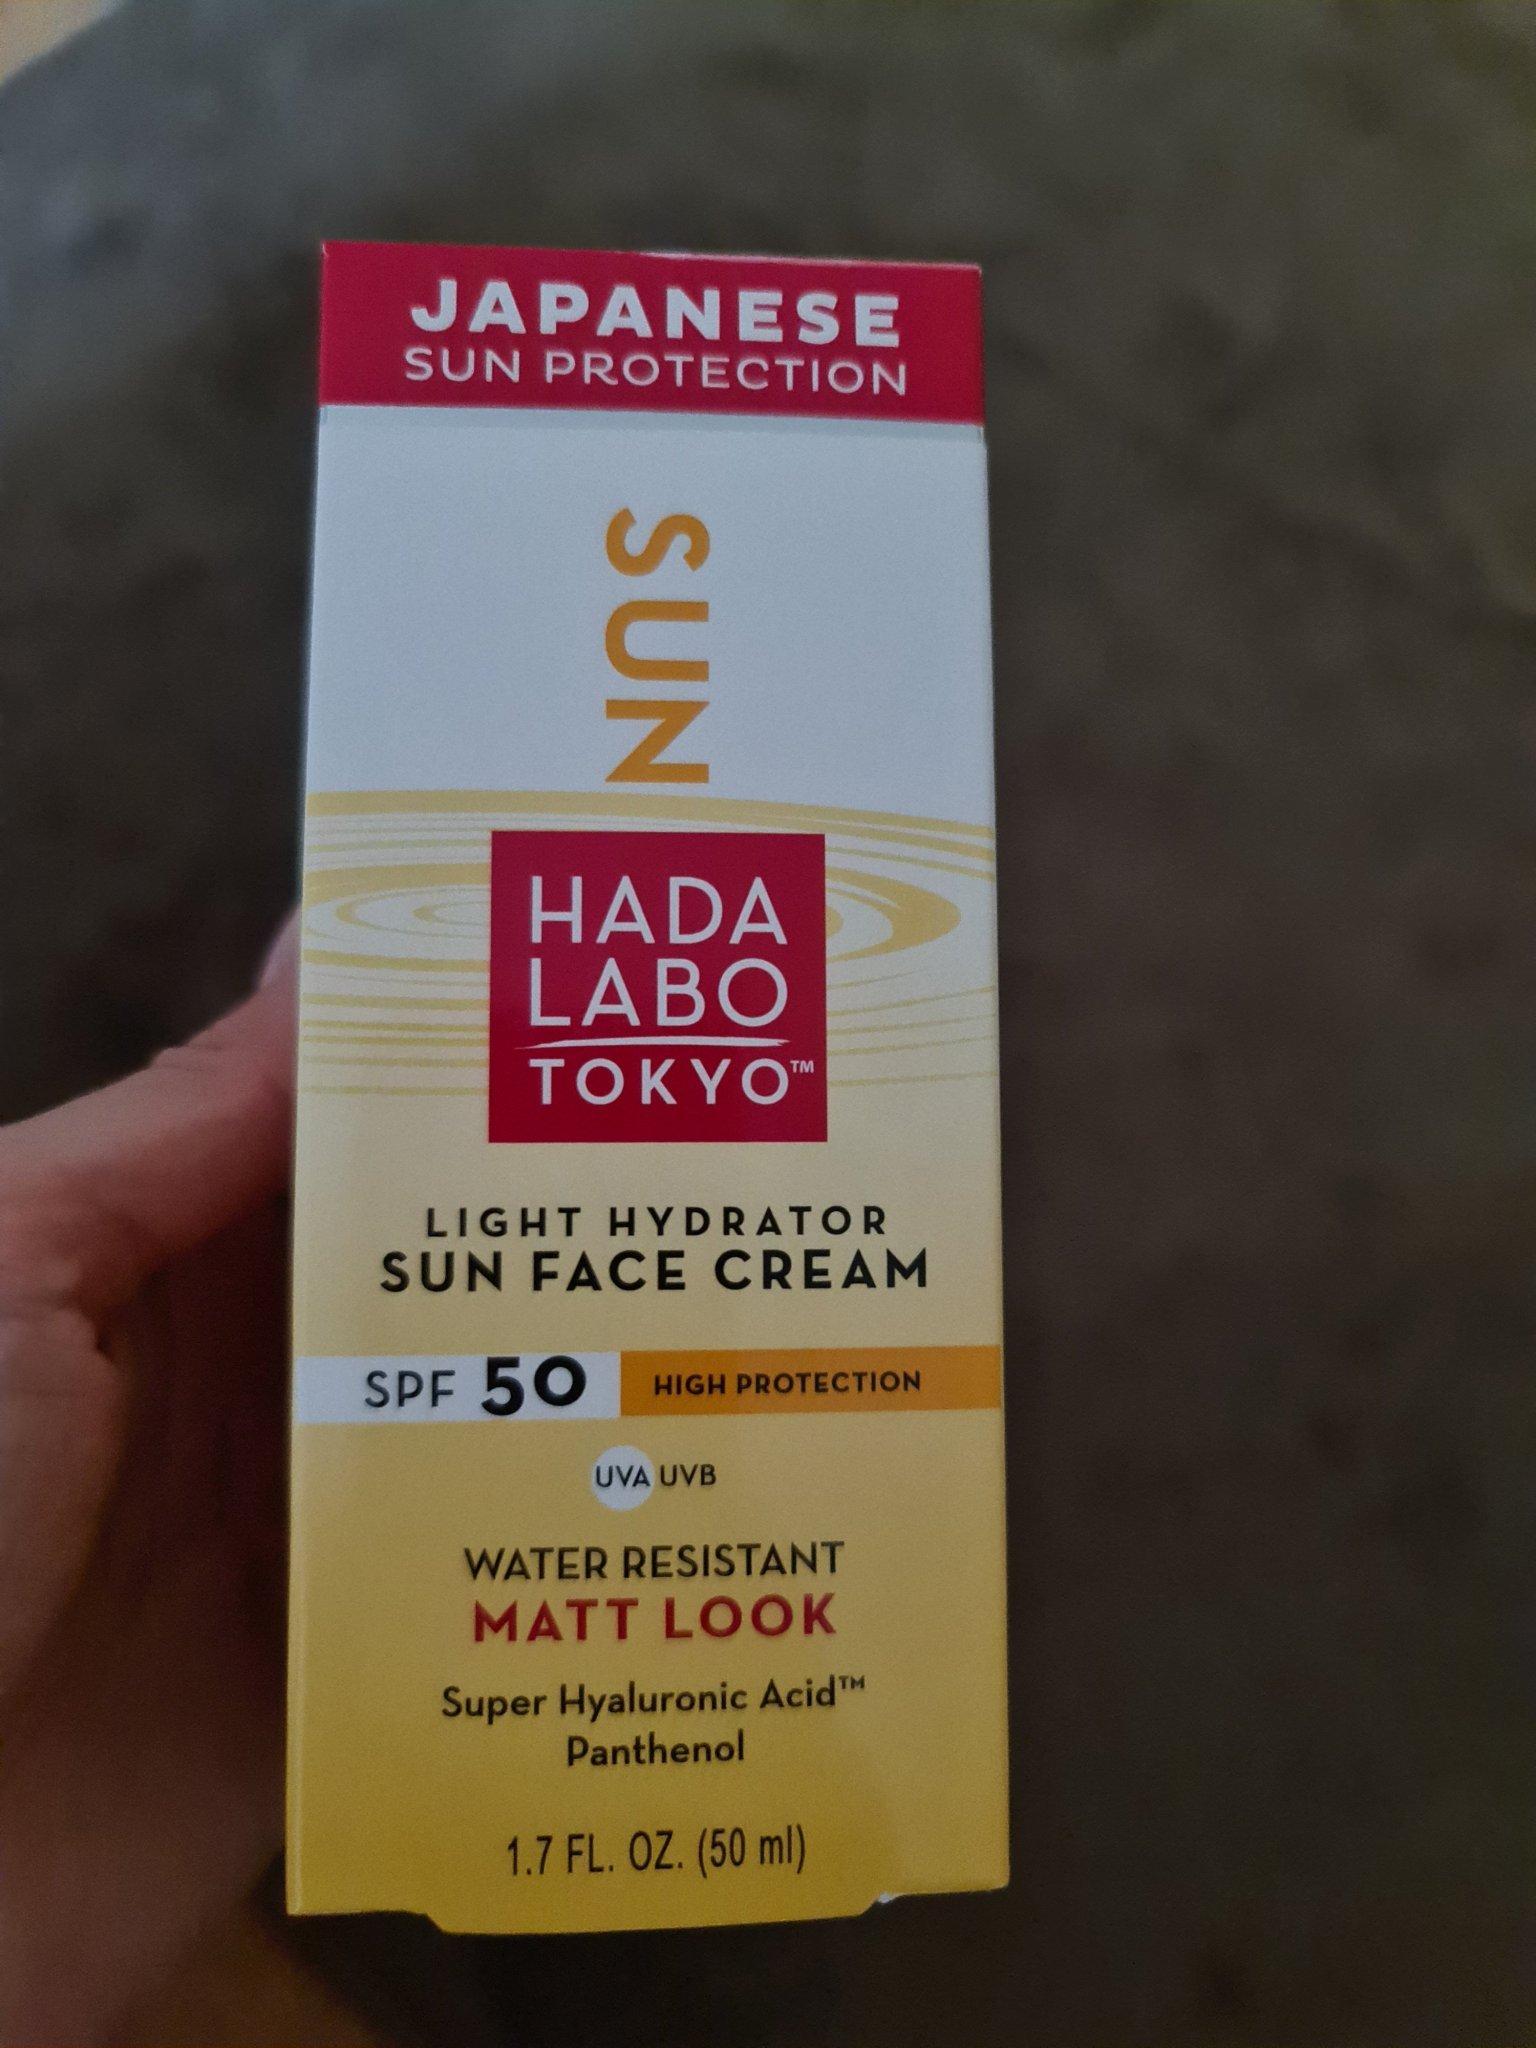 JAPANESE
SUN PROTECTION
SUN
HADA
LABO
TOKYO™
LIGHT HYDRATOR
SUN FACE CREAM
SPF 50 HIGH PROTECTION
UVA UVB
WATER RESISTANT
MATT LOOK
Super Hyaluronic Acid™
Panthenol
1.7 FL. OZ. (50 ml)